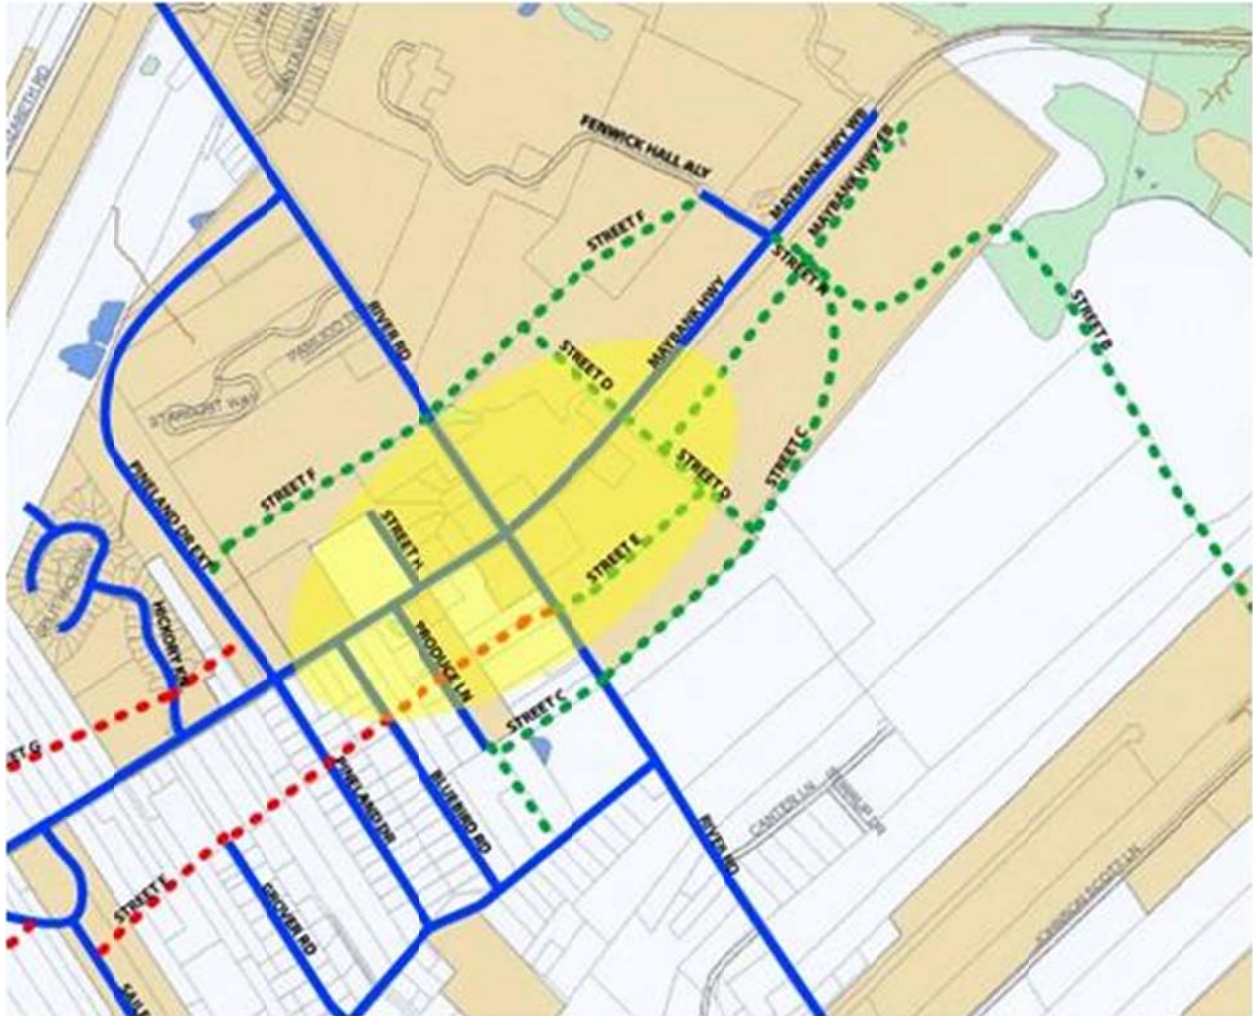 FENWICK HALL ALY
MAYBANK HWY WB
MAYBANK HWY EB
STREET F
STREET A
STREET B
RIVER RD
MAYBANK HWY
STREET D
STREET C
STREET D
STREET F
PINELAND DR EXT
STREET H
STREET E
HICKORY KN
PRODUCE LN
STREET C
ET G
PINELAND DR
BLUEBIRD RD
CANTER LN
RIVER RD
STREET E
GROVER RD